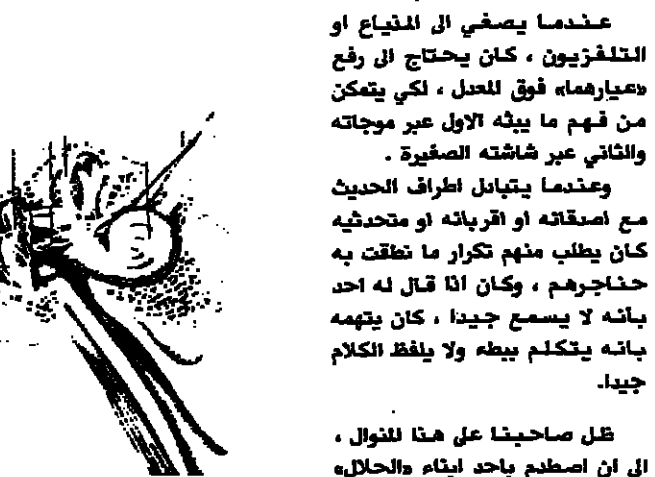 عندما يصغي الى المذياع او
التلفزيون ، كان يحتاج الى رفع
«عيارهما» فوق المعدل ، لكي يتمكن
من فهم ما يبثه الاول عبر موجاته
والثاني عبر شاشته الصغيرة .
وعندما يتبادل اطراف الحديث
مع اصدقائه او اقربائه او متحدثيه
كان يطلب منهم تكرار ما نطقت به
حناجرهم ، وكان اذا قال له احد
بانه لا يسمع جيدا ، كان يتهمه
بانه يتكلم ببطء ولا يلفظ الكلام
جيدا.
ظل صاحبنا على هذا المنوال ،
الى ان اصطدم باحد ابناء «الحلال»